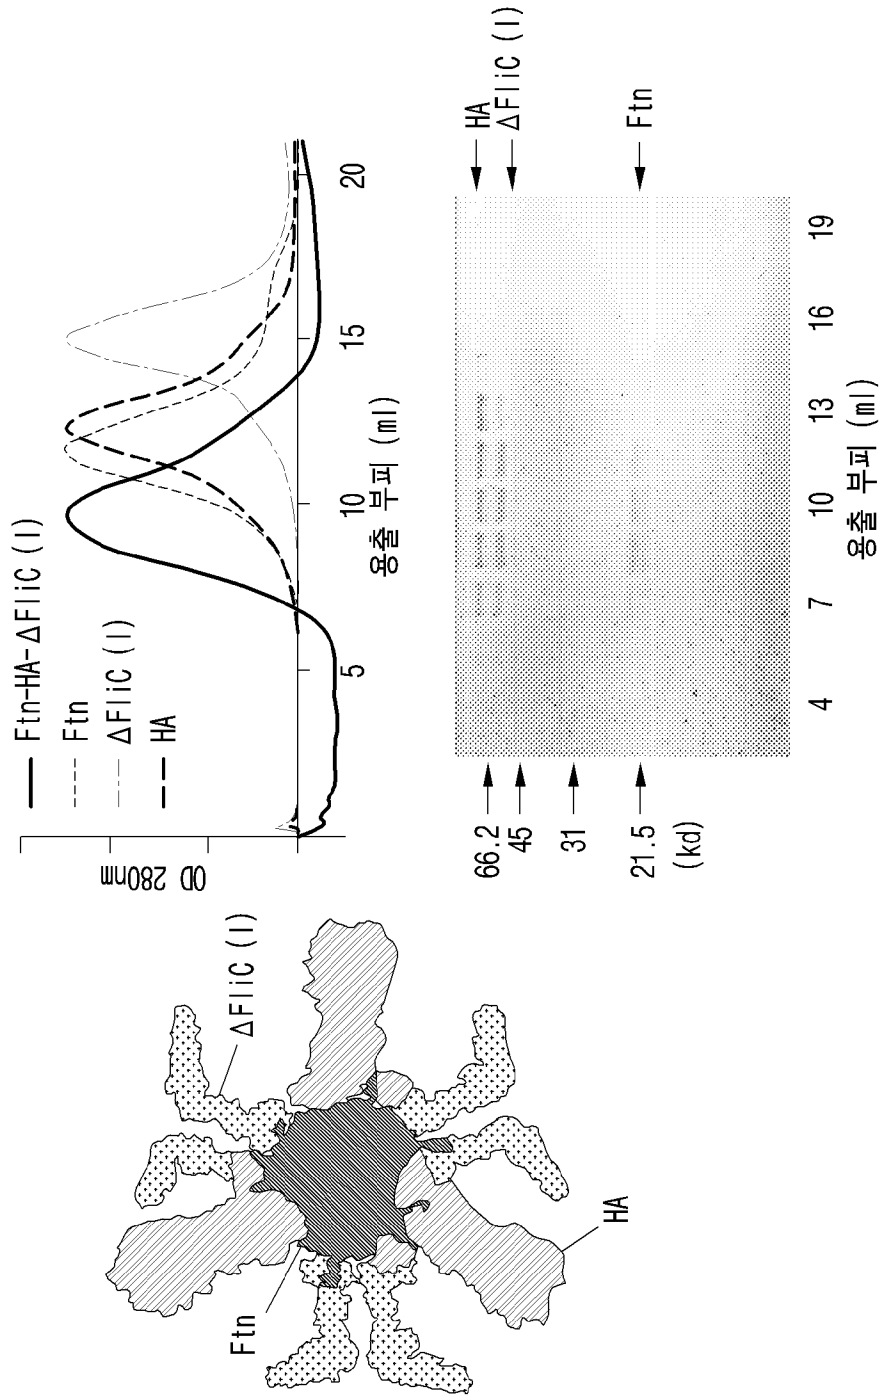 Ftn-HA-ΔFliC (I)
Ftn
ΔFliC (I)
HA
OD 280nm
5
10
15
20
용출 부피 (ml)
ΔFliC (I)
Ftn
HA
66.2
45
31
21.5
(kd)
HA
ΔFliC (I)
Ftn
4
7
10
13
16
19
용출 부피 (ml)